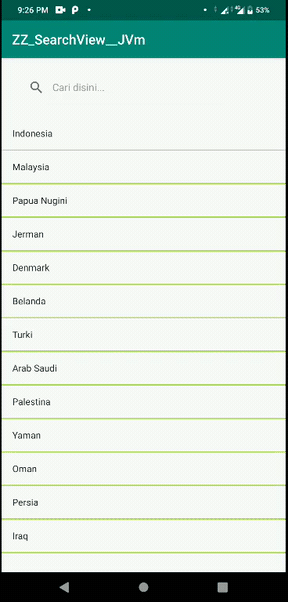 9:26 PM
53%
ZZ_SearchView__JVm
Cari disini...
Indonesia
Malaysia
Papua Nugini
Jerman
Denmark
Belanda
Turki
Arab Saudi
Palestina
Yaman
Oman
Persia
Iraq